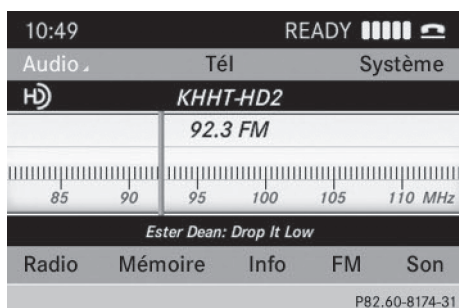 10:49 READY
Audio Tél Système
HD KHHT-HD2
92.3 FM
85 90 95 100 105 110 MHz
Ester Dean: Drop It Low
Radio Mémoire Info FM Son
P82.60-8174-31